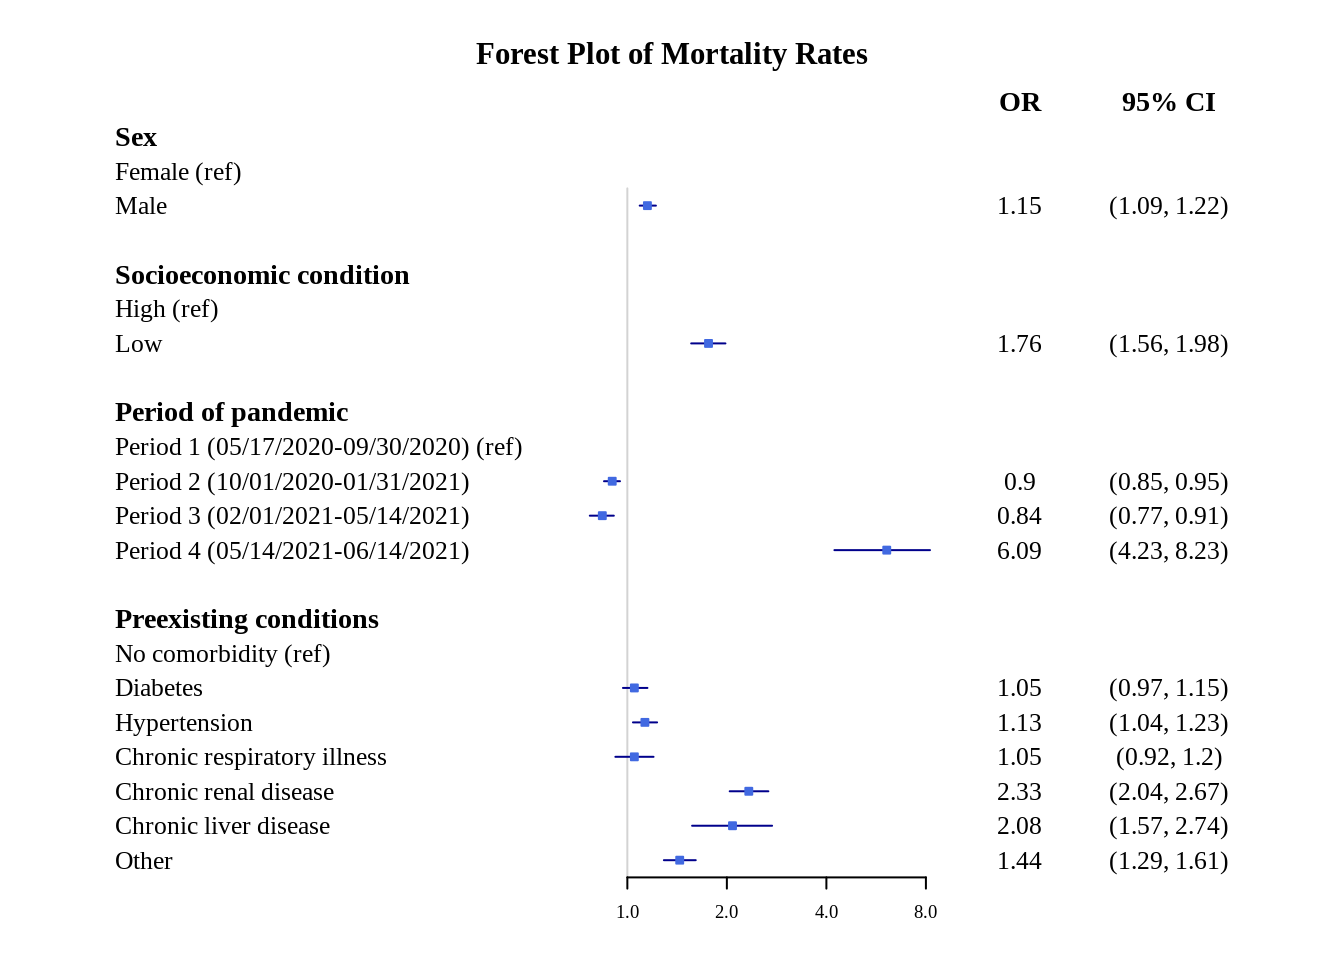 Forest Plot of Mortality Rates
OR 95% CI
Sex
Female (ref)
Male 1.15 (1.09, 1.22)
Socioeconomic condition
High (ref)
Low 1.76 (1.56, 1.98)
Period of pandemic
Period 1 (05/17/2020-09/30/2020) (ref)
Period 2 (10/01/2020-01/31/2021) 0.9 (0.85, 0.95)
Period 3 (02/01/2021-05/14/2021) 0.84 (0.77, 0.91)
Period 4 (05/14/2021-06/14/2021) 6.09 (4.23, 8.23)
Preexisting conditions
No comorbidity (ref)
Diabetes 1.05 (0.97, 1.15)
Hypertension 1.13 (1.04, 1.23)
Chronic respiratory illness 1.05 (0.92, 1.2)
Chronic renal disease 2.33 (2.04, 2.67)
Chronic liver disease 2.08 (1.57, 2.74)
Other 1.44 (1.29, 1.61)
1.0 2.0 4.0 8.0